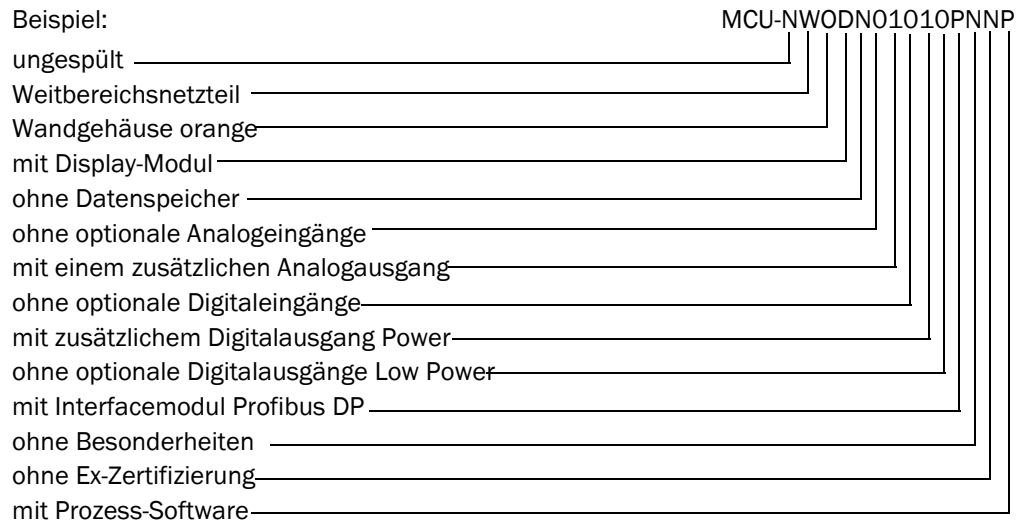 Beispiel: MCU-NWODN01010PNNP
ungespült
Weitbereichsnetzteil
Wandgehäuse orange
mit Display-Modul
ohne Datenspeicher
ohne optionale Analogeingänge
mit einem zusätzlichen Analogausgang
ohne optionale Digitaleingänge
mit zusätzlichem Digitalausgang Power
ohne optionale Digitalausgänge Low Power
mit Interfacemodul Profibus DP
ohne Besonderheiten
ohne Ex-Zertifizierung
mit Prozess-Software